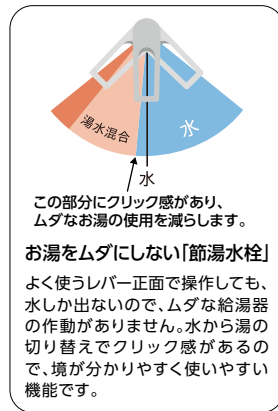 湯水混合
水
水
この部分にクリック感があり、
ムダなお湯の使用を減らします。
お湯をムダにしない「節湯水栓」
よく使うレバー正面で操作しても、
水しか出ないので、ムダな給湯器
の作動がありません。水から湯の
切り替えでクリック感があるの
で、境が分かりやすく使いやすい
機能です。